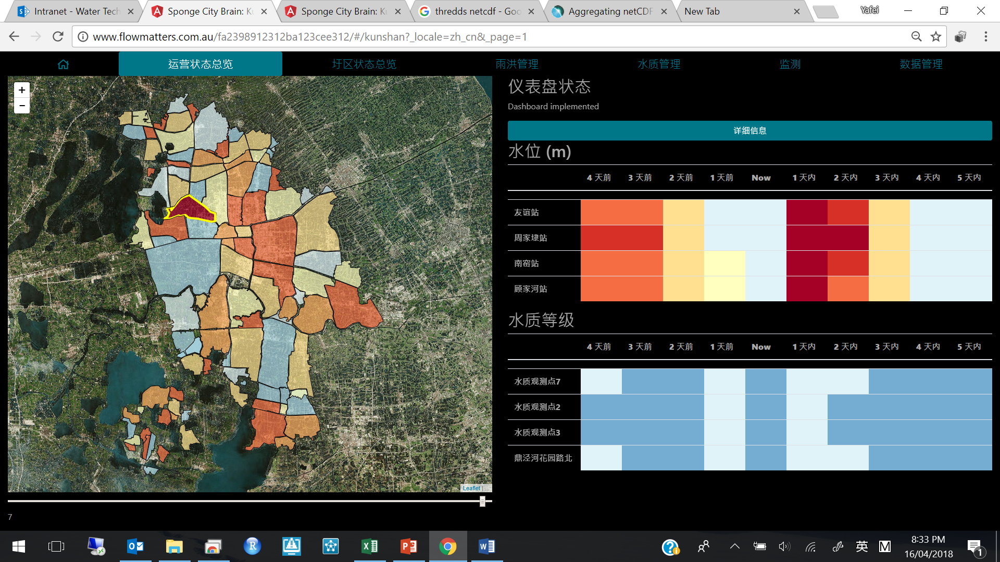 Intranet - Water Tech
Sponge City Brain: Ku
Sponge City Brain: Ku
thredds netcdf - Goo
Aggregating netCDF
New Tab
Yafei
www.flowmatters.com.au/fa2398912312ba123cee312/#/kunshan?_locale=zh_cn&_page=1
运营状态总览
圩区状态总览
雨洪管理
水质管理
监测
数据管理
+
-
仪表盘状态
Dashboard implemented
详细信息
水位 (m)
4 天前 3 天前 2 天前 1 天前 Now 1 天内 2 天内 3 天内 4 天内 5 天内
友谊站
周家埭站
南窑站
顾家河站
水质等级
4 天前 3 天前 2 天前 1 天前 Now 1 天内 2 天内 3 天内 4 天内 5 天内
水质观测点7
水质观测点2
水质观测点3
鼎泾河花园路北
Leaflet | ...
7
英
M
8:33 PM
16/04/2018
1